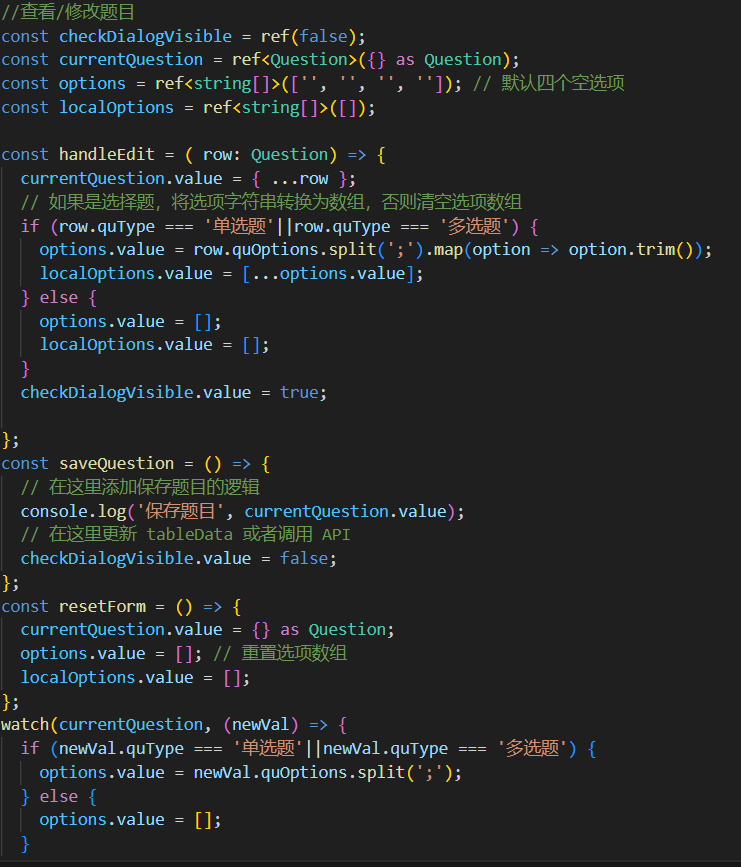 //查看/修改题目
const checkDialogVisible = ref(false);
const currentQuestion = ref<Question>({} as Question);
const options = ref<string[]>(['', '', '', '']); // 默认四个空选项
const localOptions = ref<string[]>([]);
const handleEdit = ( row: Question) => {
  currentQuestion.value = { ...row };
  // 如果是选择题，将选项字符串转换为数组，否则清空选项数组
  if (row.quType === '单选题'||row.quType === '多选题') {
    options.value = row.quOptions.split(';').map(option => option.trim());
    localOptions.value = [...options.value];
  } else {
    options.value = [];
    localOptions.value = [];
  }
  checkDialogVisible.value = true;
};
const saveQuestion = () => {
  // 在这里添加保存题目的逻辑
  console.log('保存题目', currentQuestion.value);
  // 在这里更新 tableData 或者调用 API
  checkDialogVisible.value = false;
};
const resetForm = () => {
  currentQuestion.value = {} as Question;
  options.value = []; // 重置选项数组
  localOptions.value = [];
};
watch(currentQuestion, (newVal) => {
  if (newVal.quType === '单选题'||newVal.quType === '多选题') {
    options.value = newVal.quOptions.split(';');
  } else {
    options.value = [];
  }